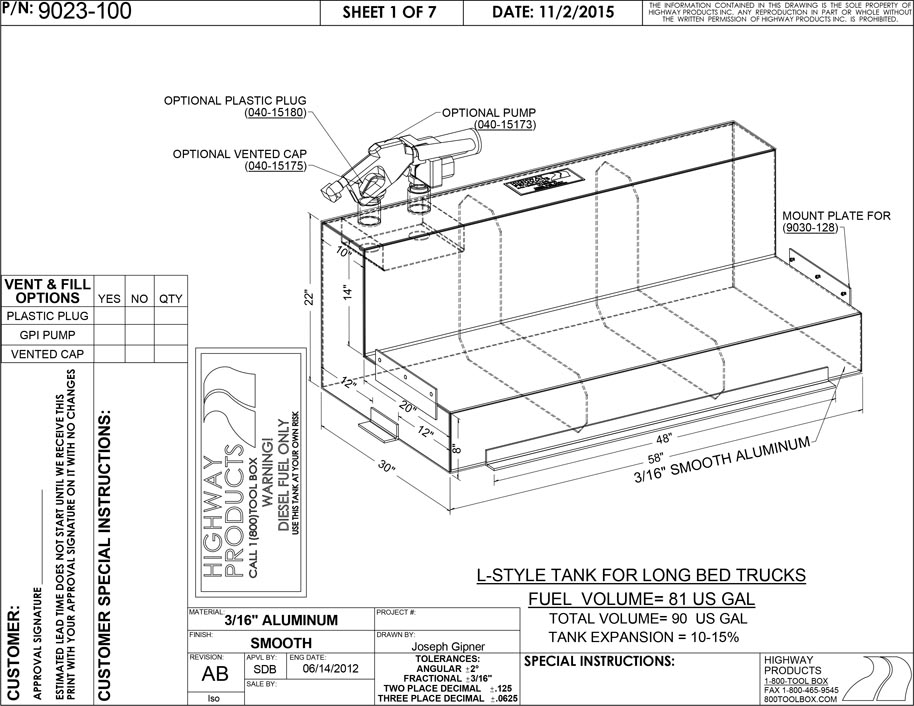 P/N: 9023-100
SHEET 1 OF 7
DATE: 11/2/2015
THE INFORMATION CONTAINED IN THIS DRAWING IS THE SOLE PROPERTY OF
HIGHWAY PRODUCTS INC. ANY REPRODUCTION IN PART OR WHOLE WITHOUT
THE WRITTEN PERMISSION OF HIGHWAY PRODUCTS INC. IS PROHIBITED.
OPTIONAL PLASTIC PLUG
(040-15180)
OPTIONAL PUMP
(040-15173)
OPTIONAL VENTED CAP
(040-15175)
MOUNT PLATE FOR
(9030-128)
10"
22"
14"
12"
20"
12"
8"
30"
48"
58"
3/16" SMOOTH ALUMINUM
VENT & FILL
OPTIONS
YES
NO
QTY
PLASTIC PLUG
GPI PUMP
VENTED CAP
CUSTOMER:
APPROVAL SIGNATURE
ESTIMATED LEAD TIME DOES NOT START UNTIL WE RECEIVE THIS
PRINT WITH YOUR APPROVAL SIGNATURE ON IT WITH NO CHANGES
CUSTOMER SPECIAL INSTRUCTIONS:
HIGHWAY
PRODUCTS
CALL 1(800)TOOL BOX
WARNING!
DIESEL FUEL ONLY
USE THIS TANK AT YOUR OWN RISK
L-STYLE TANK FOR LONG BED TRUCKS
FUEL VOLUME= 81 US GAL
TOTAL VOLUME= 90 US GAL
TANK EXPANSION = 10-15%
MATERIAL:
3/16" ALUMINUM
PROJECT #:
FINISH:
SMOOTH
DRAWN BY:
Joseph Gipner
REVISION:
AB
APVL BY:
SDB
ENG DATE:
06/14/2012
SALE BY:
Iso
TOLERANCES:
ANGULAR ±2°
FRACTIONAL ±3/16"
TWO PLACE DECIMAL ±.125
THREE PLACE DECIMAL ±.0625
SPECIAL INSTRUCTIONS:
HIGHWAY
PRODUCTS
1-800-TOOL BOX
FAX 1-800-465-9545
800TOOLBOX.COM